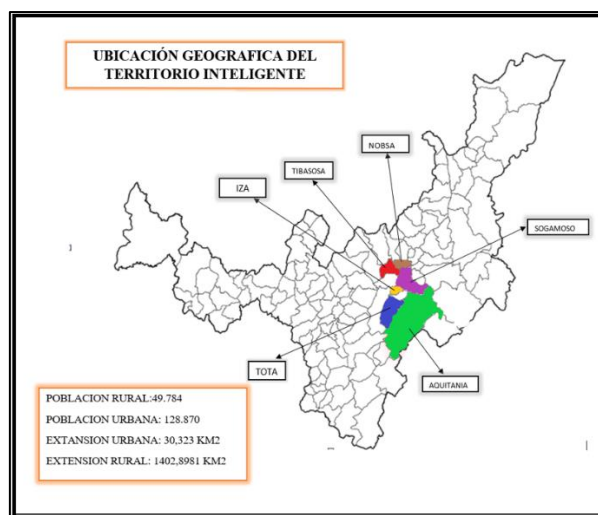 UBICACIÓN GEOGRAFICA DEL
TERRITORIO INTELIGENTE
NOBSA
TIBASOSA
IZA
SOGAMOSO
TOTA
AQUITANIA
POBLACION RURAL:49.784
POBLACION URBANA: 128.870
EXTANSION URBANA: 30,323 KM2
EXTENSION RURAL: 1402,8981 KM2